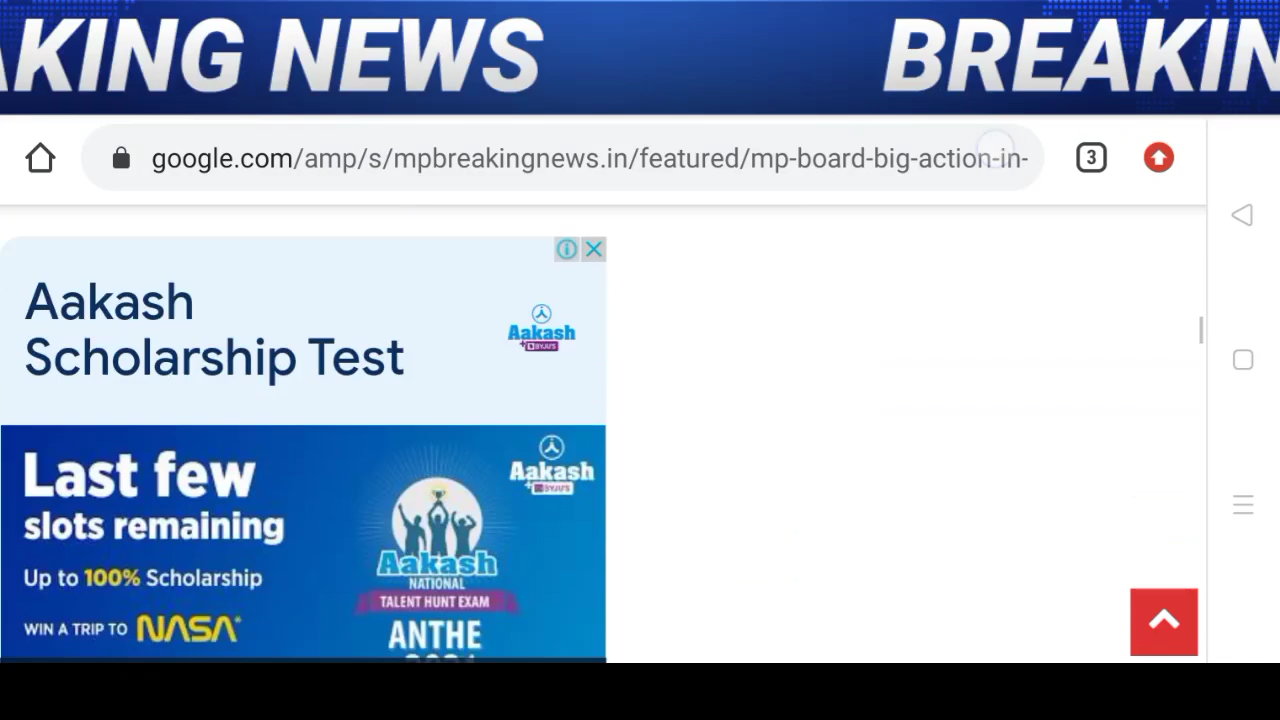 AKING NEWS BREAKIN
google.com/amp/s/mpbreakingnews.in/featured/mp-board-big-action-in-
3
Aakash
Scholarship Test
Aakash
BYJU'S
Last few
slots remaining
Up to 100% Scholarship
WIN A TRIP TO NASA*
Aakash
+ BYJU'S
Aakash
NATIONAL
TALENT HUNT EXAM
ANTHE